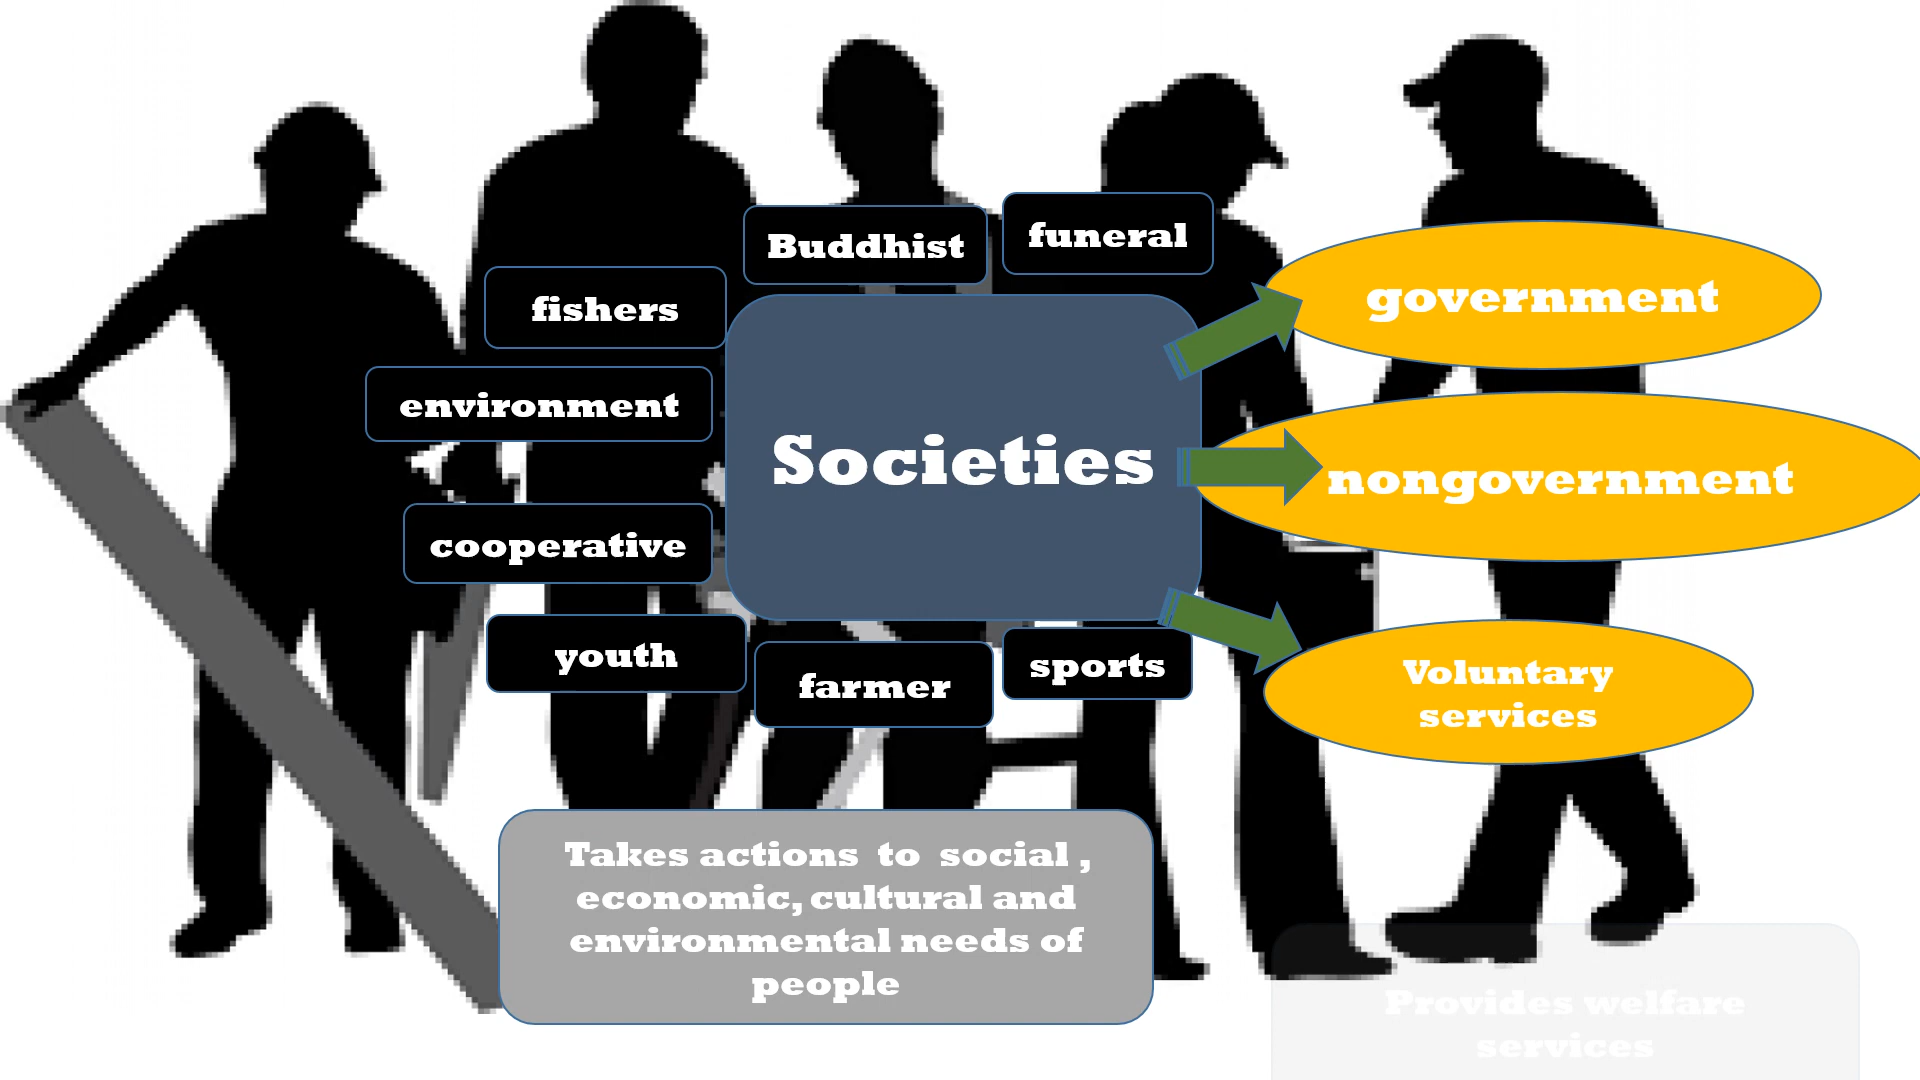 Buddhist
funeral
fishers
government
environment
Societies
nongovernment
cooperative
youth
farmer
sports
Voluntary
services
Takes actions  to  social ,
economic, cultural and
environmental needs of
people
Provides welfare
services